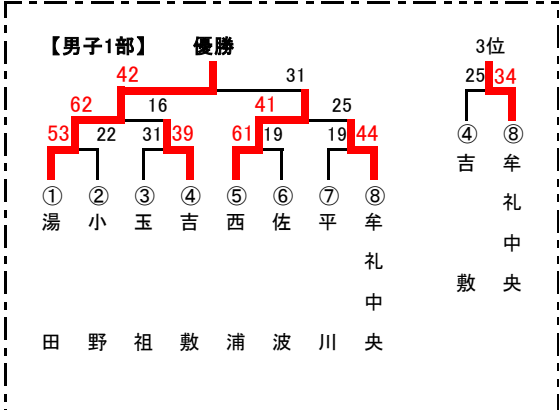 【男子1部】 優勝 3位
42 31 25 34
62 16 41 25
53 22 31 39 61 19 19 44
① ② ③ ④ ⑤ ⑥ ⑦ ⑧ ④ ⑧
湯田
小野
玉祖
吉敷
西浦
佐波
平川
牟礼中央
吉敷
牟礼中央